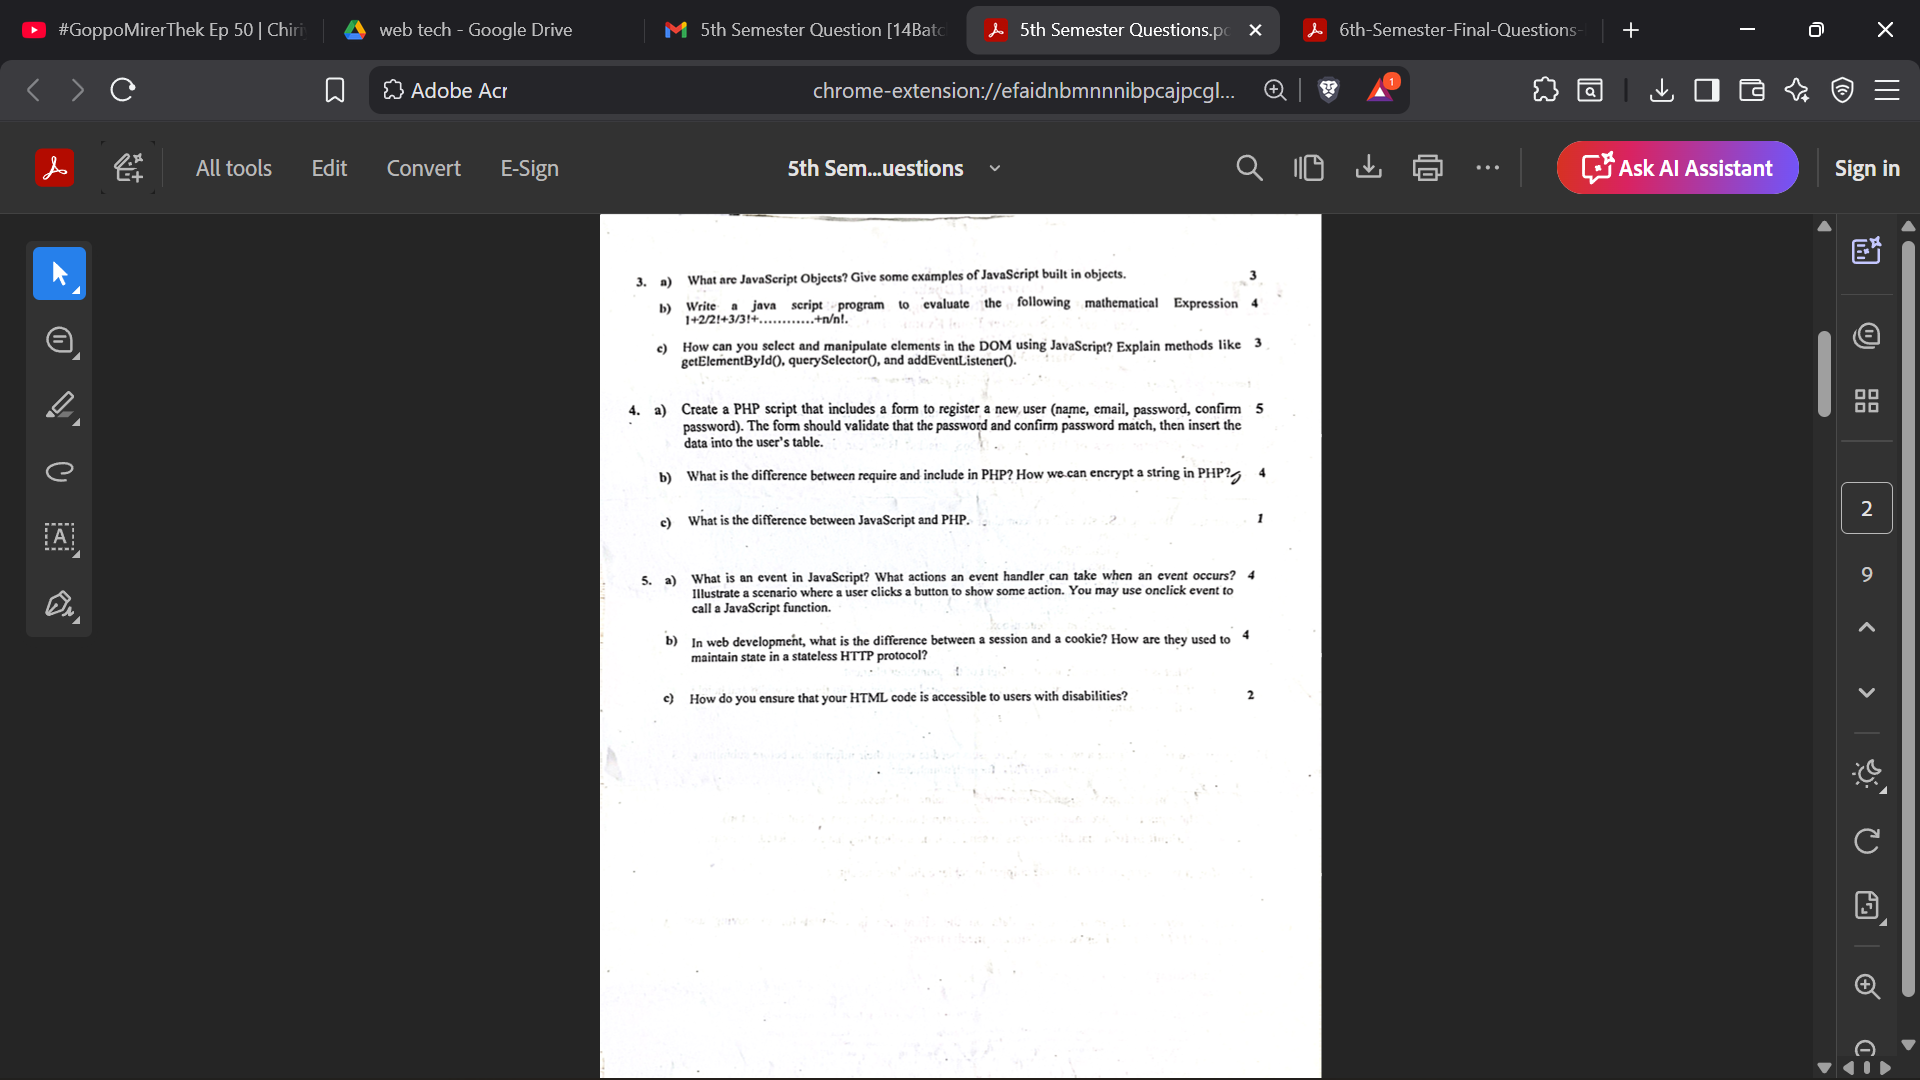 #GoppoMirerThek Ep 50 | Chiri
web tech - Google Drive
5th Semester Question [14Batc
5th Semester Questions.pd
6th-Semester-Final-Questions-
Adobe Acr
chrome-extension://efaidnbmnnnibpcajpcgl...
1
All tools
Edit
Convert
E-Sign
5th Sem...uestions
Ask AI Assistant
Sign in
3. a) What are JavaScript Objects? Give some examples of JavaScript built in objects. 3
b) Write a java script program to evaluate the following mathematical Expression 4
1+2/2!+3/3!+............+n/n!.
c) How can you select and manipulate elements in the DOM using JavaScript? Explain methods like 3
getElementById(), querySelector(), and addEventListener().
4. a) Create a PHP script that includes a form to register a new user (name, email, password, confirm 5
password). The form should validate that the password and confirm password match, then insert the
data into the user's table.
b) What is the difference between require and include in PHP? How we can encrypt a string in PHP? 4
c) What is the difference between JavaScript and PHP. 1
5. a) What is an event in JavaScript? What actions an event handler can take when an event occurs? 4
Illustrate a scenario where a user clicks a button to show some action. You may use onclick event to
call a JavaScript function.
b) In web development, what is the difference between a session and a cookie? How are they used to 4
maintain state in a stateless HTTP protocol?
c) How do you ensure that your HTML code is accessible to users with disabilities? 2
2
9